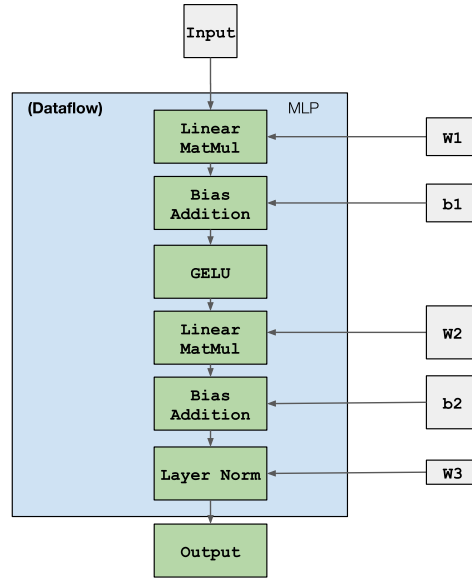 Input
(Dataflow) MLP
Linear
MatMul
W1
Bias
Addition
b1
GELU
Linear
MatMul
W2
Bias
Addition
b2
Layer Norm
W3
Output